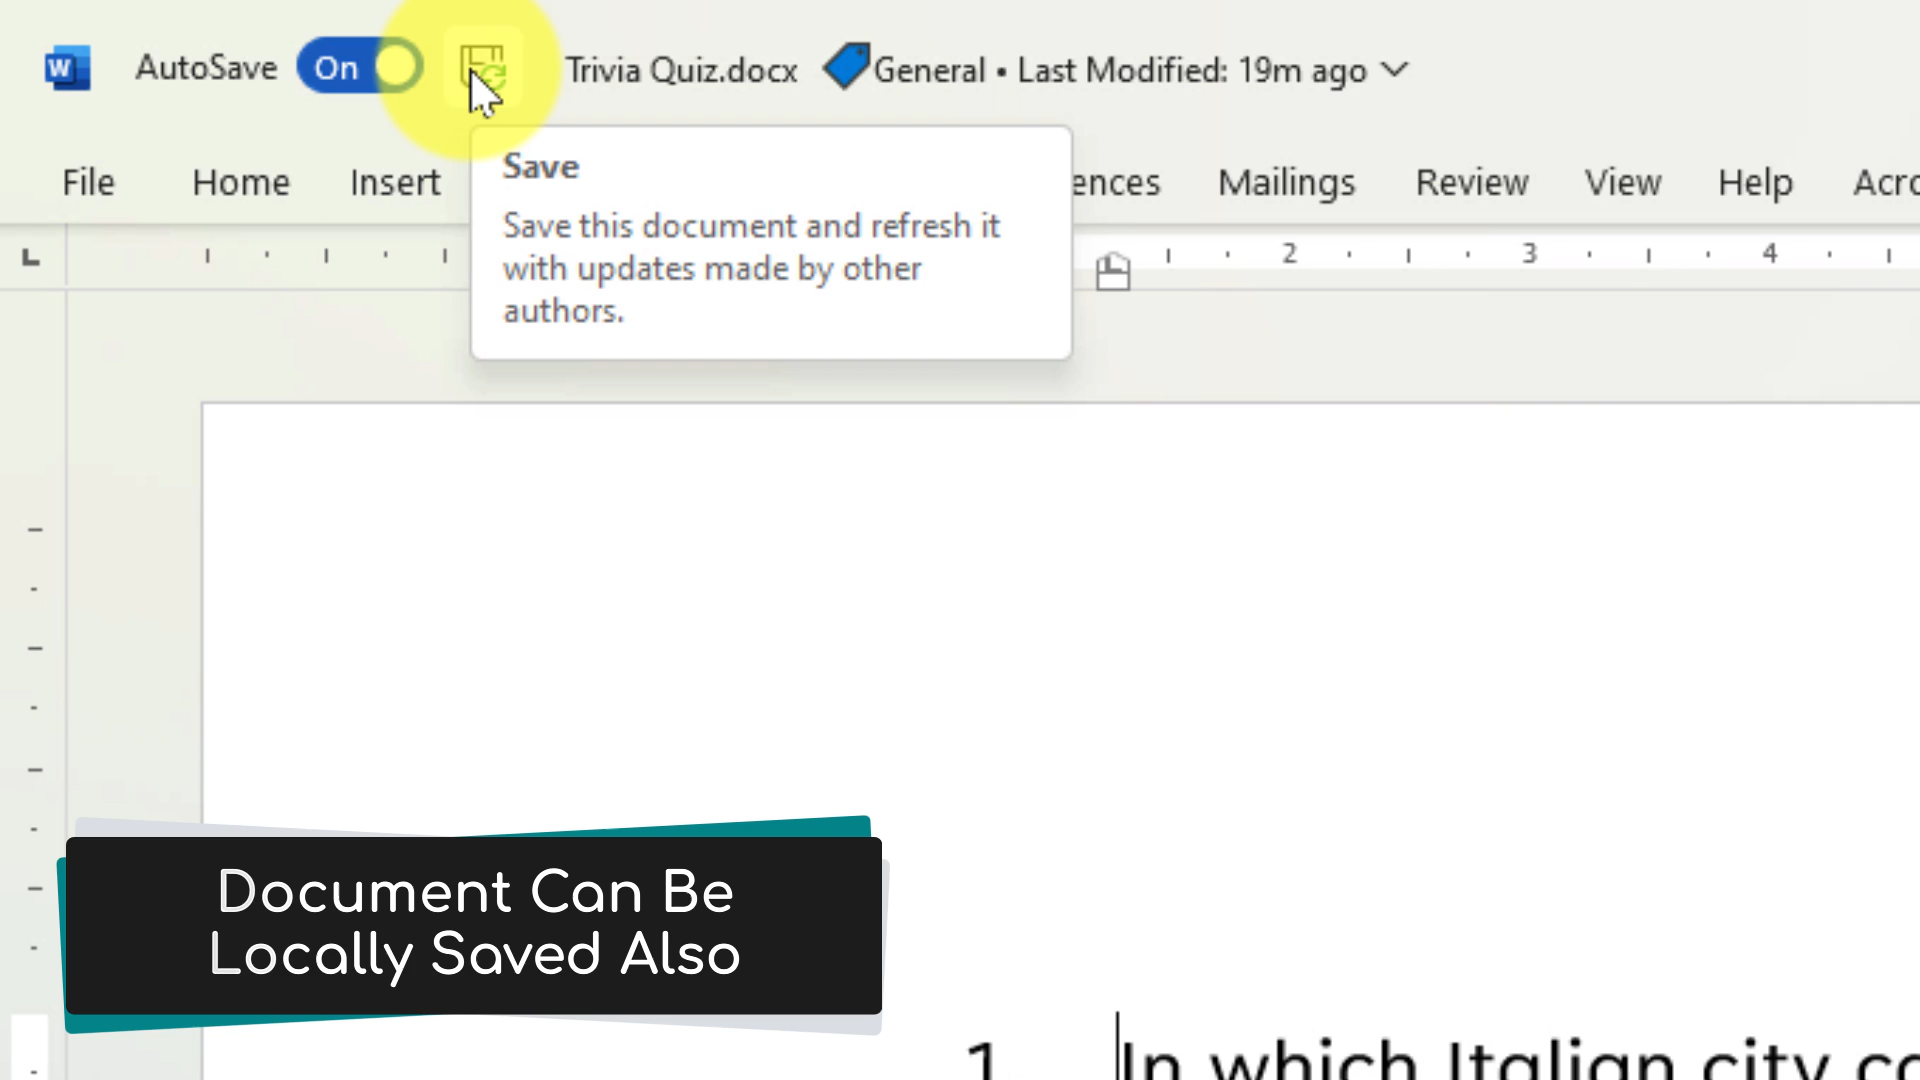 W AutoSave On Trivia Quiz.docx General • Last Modified: 19m ago
File Home Insert ences Mailings Review View Help Acro
Save
Save this document and refresh it
with updates made by other
authors.
2 3 4
Document Can Be
Locally Saved Also
1. In which Italian city